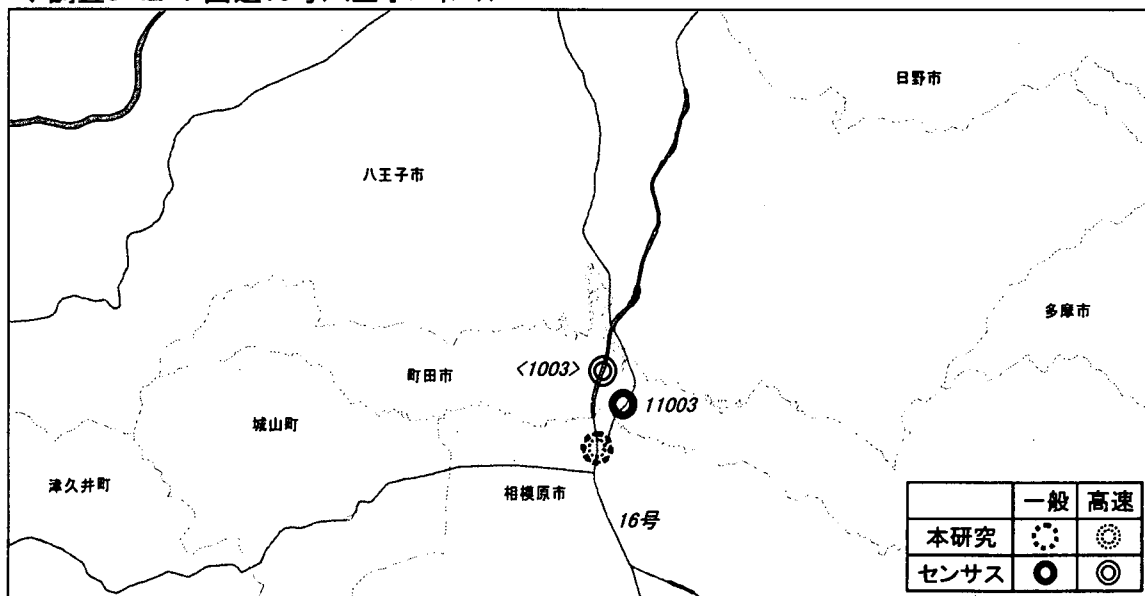 日野市
八王子市
多摩市
町田市
<1003>
11003
城山町
津久井町
相模原市
16号
一般 高速
本研究
センサス